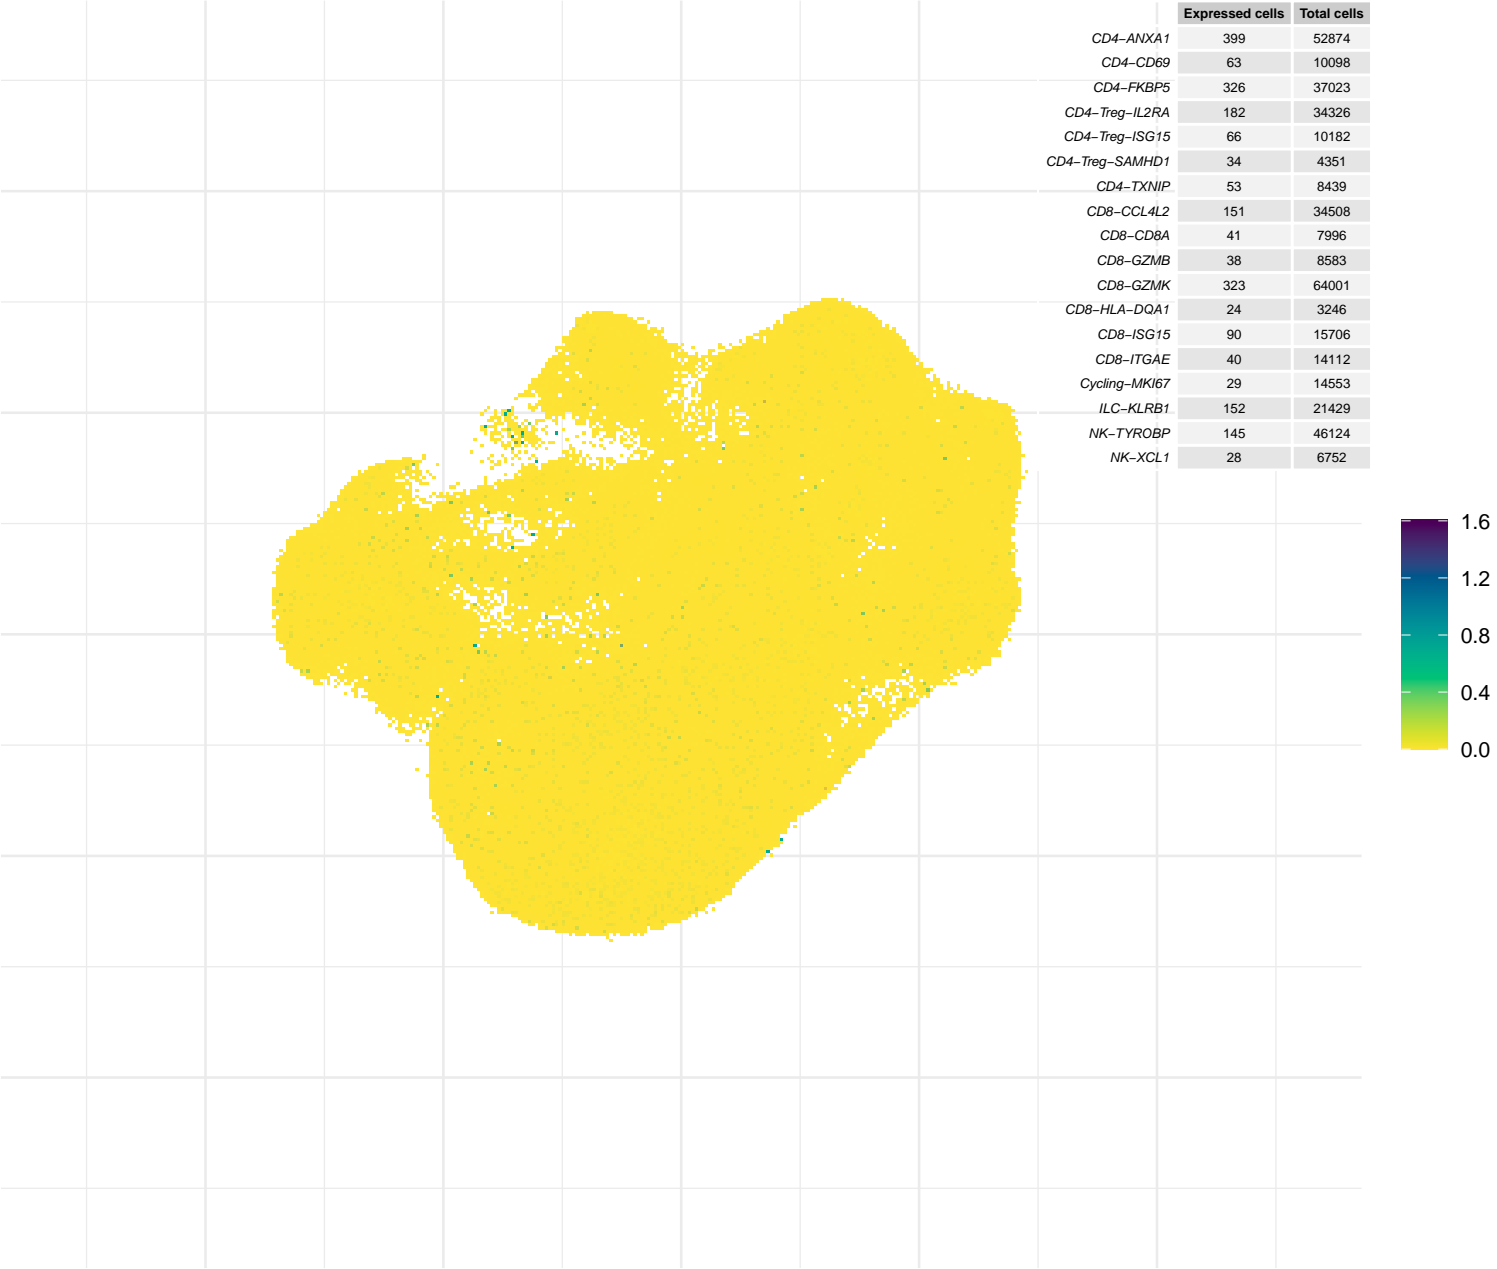 Expressed cells Total cells
CD4−ANXA1 399 52874
CD4−CD69 63 10098
CD4−FKBP5 326 37023
CD4−Treg−IL2RA 182 34326
CD4−Treg−ISG15 66 10182
CD4−Treg−SAMHD1 34 4351
CD4−TXNIP 53 8439
CD8−CCL4L2 151 34508
CD8−CD8A 41 7996
CD8−GZMB 38 8583
CD8−GZMK 323 64001
CD8−HLA−DQA1 24 3246
CD8−ISG15 90 15706
CD8−ITGAE 40 14112
Cycling−MKI67 29 14553
ILC−KLRB1 152 21429
NK−TYROBP 145 46124
NK−XCL1 28 6752
1.6
1.2
0.8
0.4
0.0